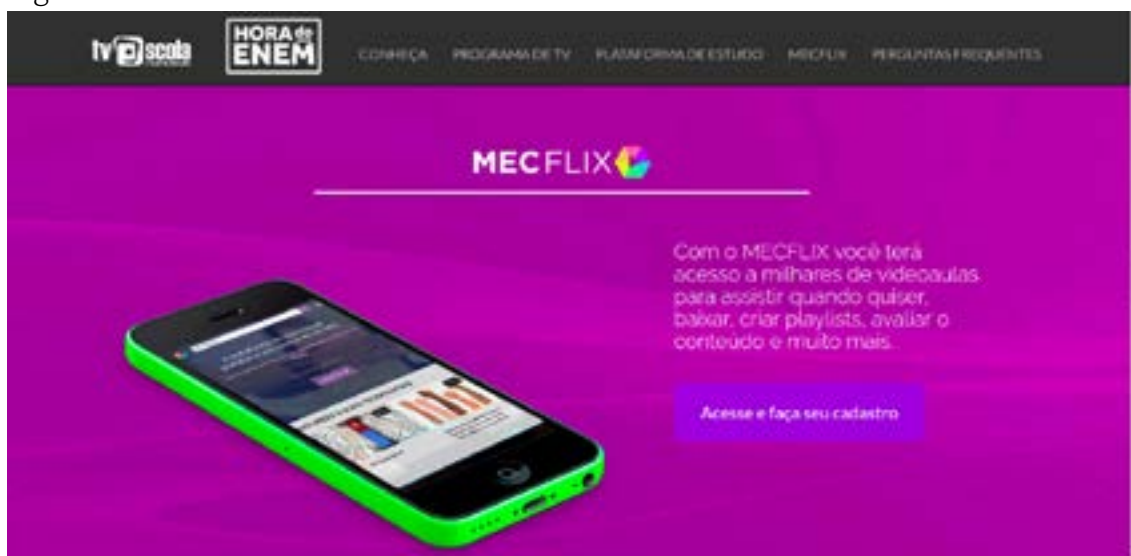 tv escola
HORA do
ENEM
CONHEÇA PROGRAMA DE TV PLATAFORMA DE ESTUDO MECFLIX PERGUNTAS FREQUENTES
MECFLIX
Com o MECFLIX você terá
acesso a milhares de videoaulas
para assistir quando quiser,
baixar, criar playlists, avaliar o
conteúdo e muito mais.
Acesse e faça seu cadastro